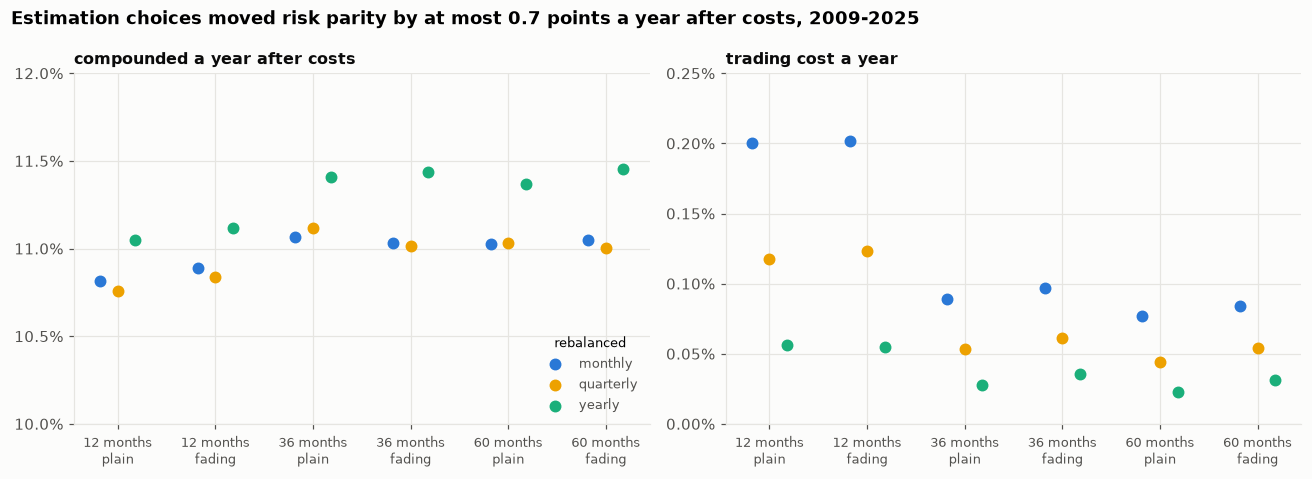 Estimation choices moved risk parity by at most 0.7 points a year after costs, 2009-2025
compounded a year after costs
12.0%
11.5%
11.0%
10.5%
10.0%
rebalanced
monthly
quarterly
yearly
12 months plain
12 months fading
36 months plain
36 months fading
60 months plain
60 months fading
trading cost a year
0.25%
0.20%
0.15%
0.10%
0.05%
0.00%
12 months plain
12 months fading
36 months plain
36 months fading
60 months plain
60 months fading